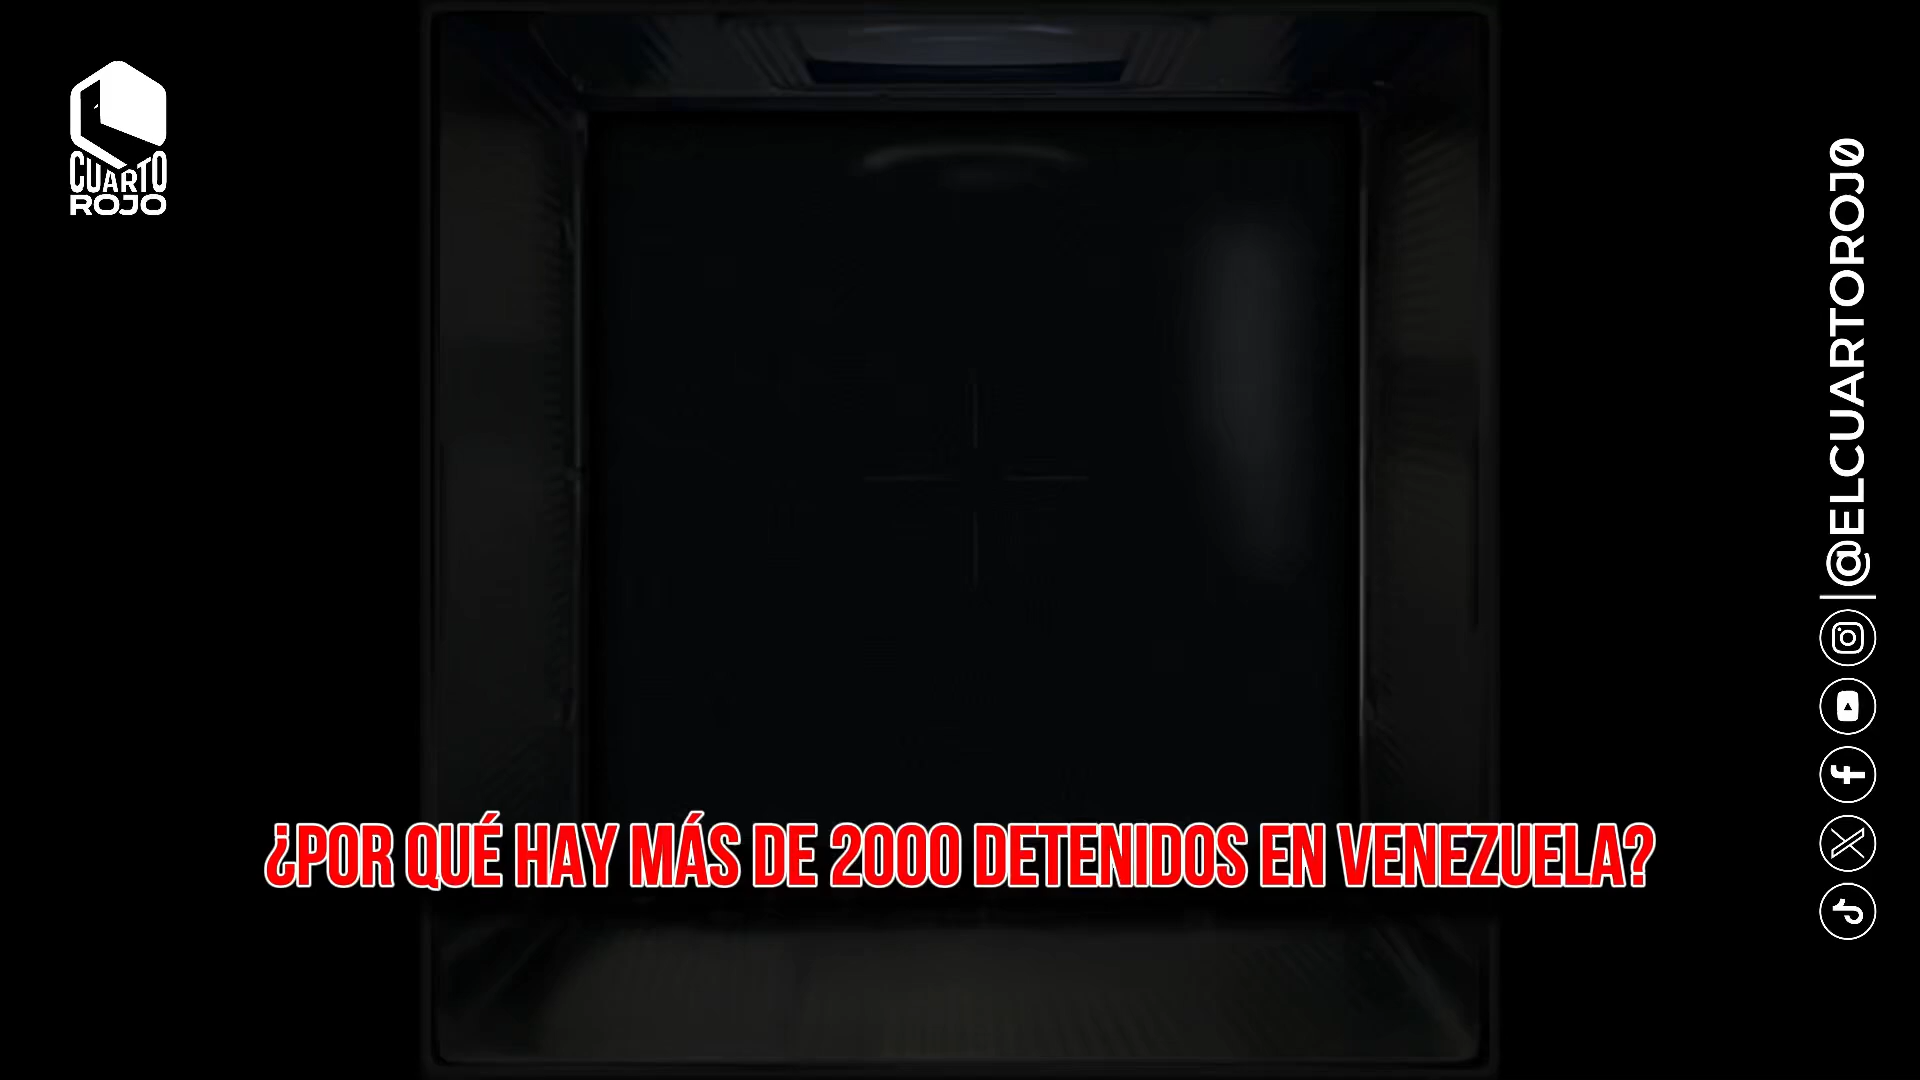 CUARTO
ROJO
@ELCUARTOROJ0
¿POR QUÉ HAY MÁS DE 2000 DETENIDOS EN VENEZUELA?